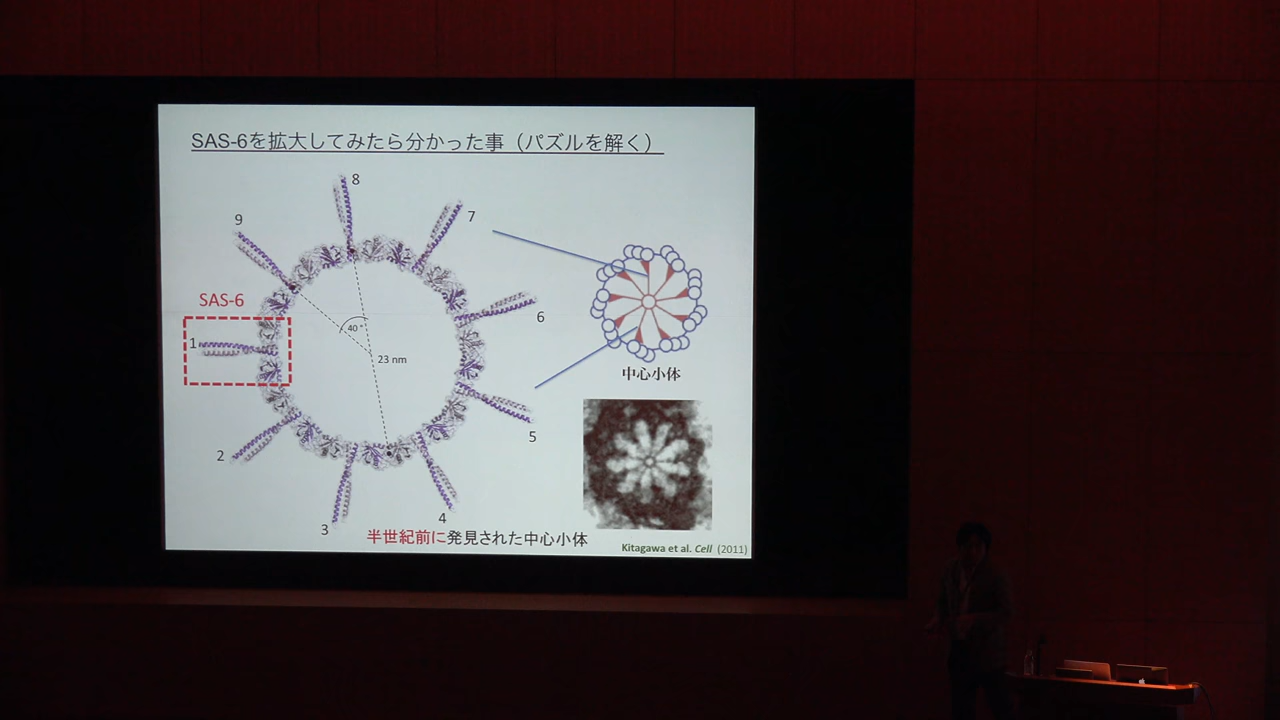 SAS-6を拡大してみたら分かった事（パズルを解く）
8
7
9
SAS-6
6
1
40°
23 nm
中心小体
5
2
4
3
半世紀前に発見された中心小体
Kitagawa et al. Cell (2011)